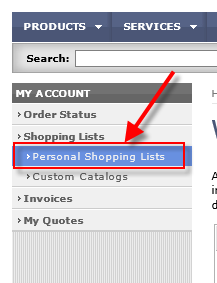 PRODUCTS SERVICES
Search:
MY ACCOUNT
Order Status
Shopping Lists
Personal Shopping Lists
Custom Catalogs
Invoices
My Quotes